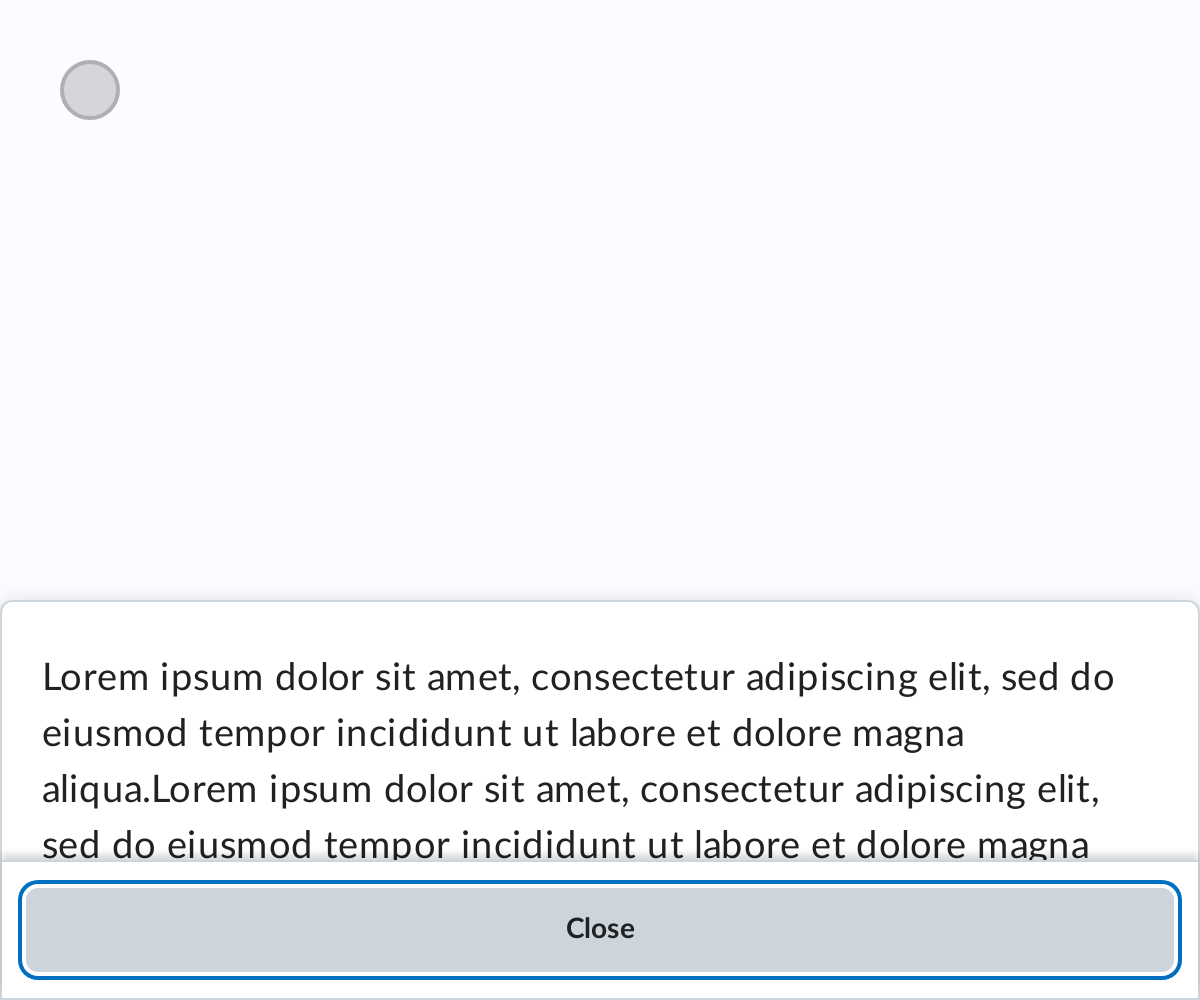 Lorem ipsum dolor sit amet, consectetur adipiscing elit, sed do
eiusmod tempor incididunt ut labore et dolore magna
aliqua.Lorem ipsum dolor sit amet, consectetur adipiscing elit,
sed do eiusmod tempor incididunt ut labore et dolore magna
Close